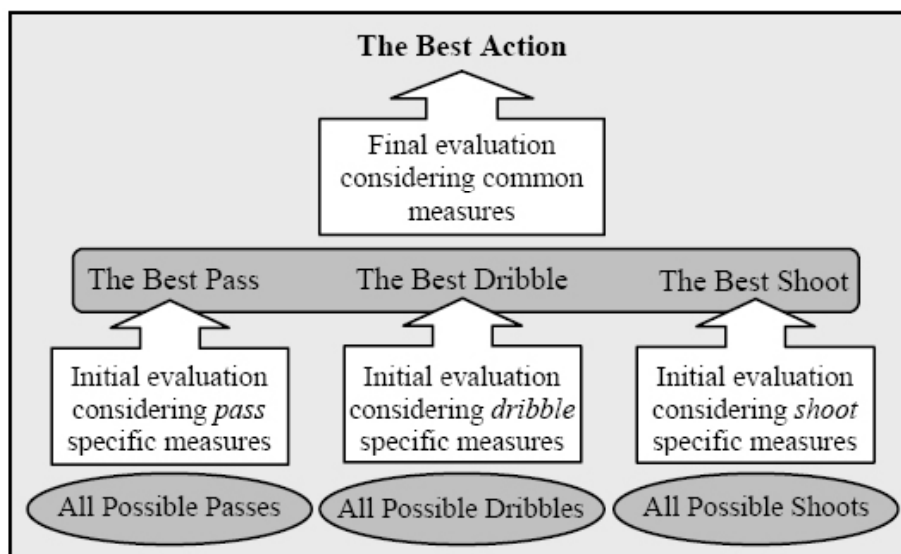 The Best Action
Final evaluation
considering common
measures
The Best Pass
The Best Dribble
The Best Shoot
Initial evaluation
considering pass
specific measures
Initial evaluation
considering dribble
specific measures
Initial evaluation
considering shoot
specific measures
All Possible Passes
All Possible Dribbles
All Possible Shoots